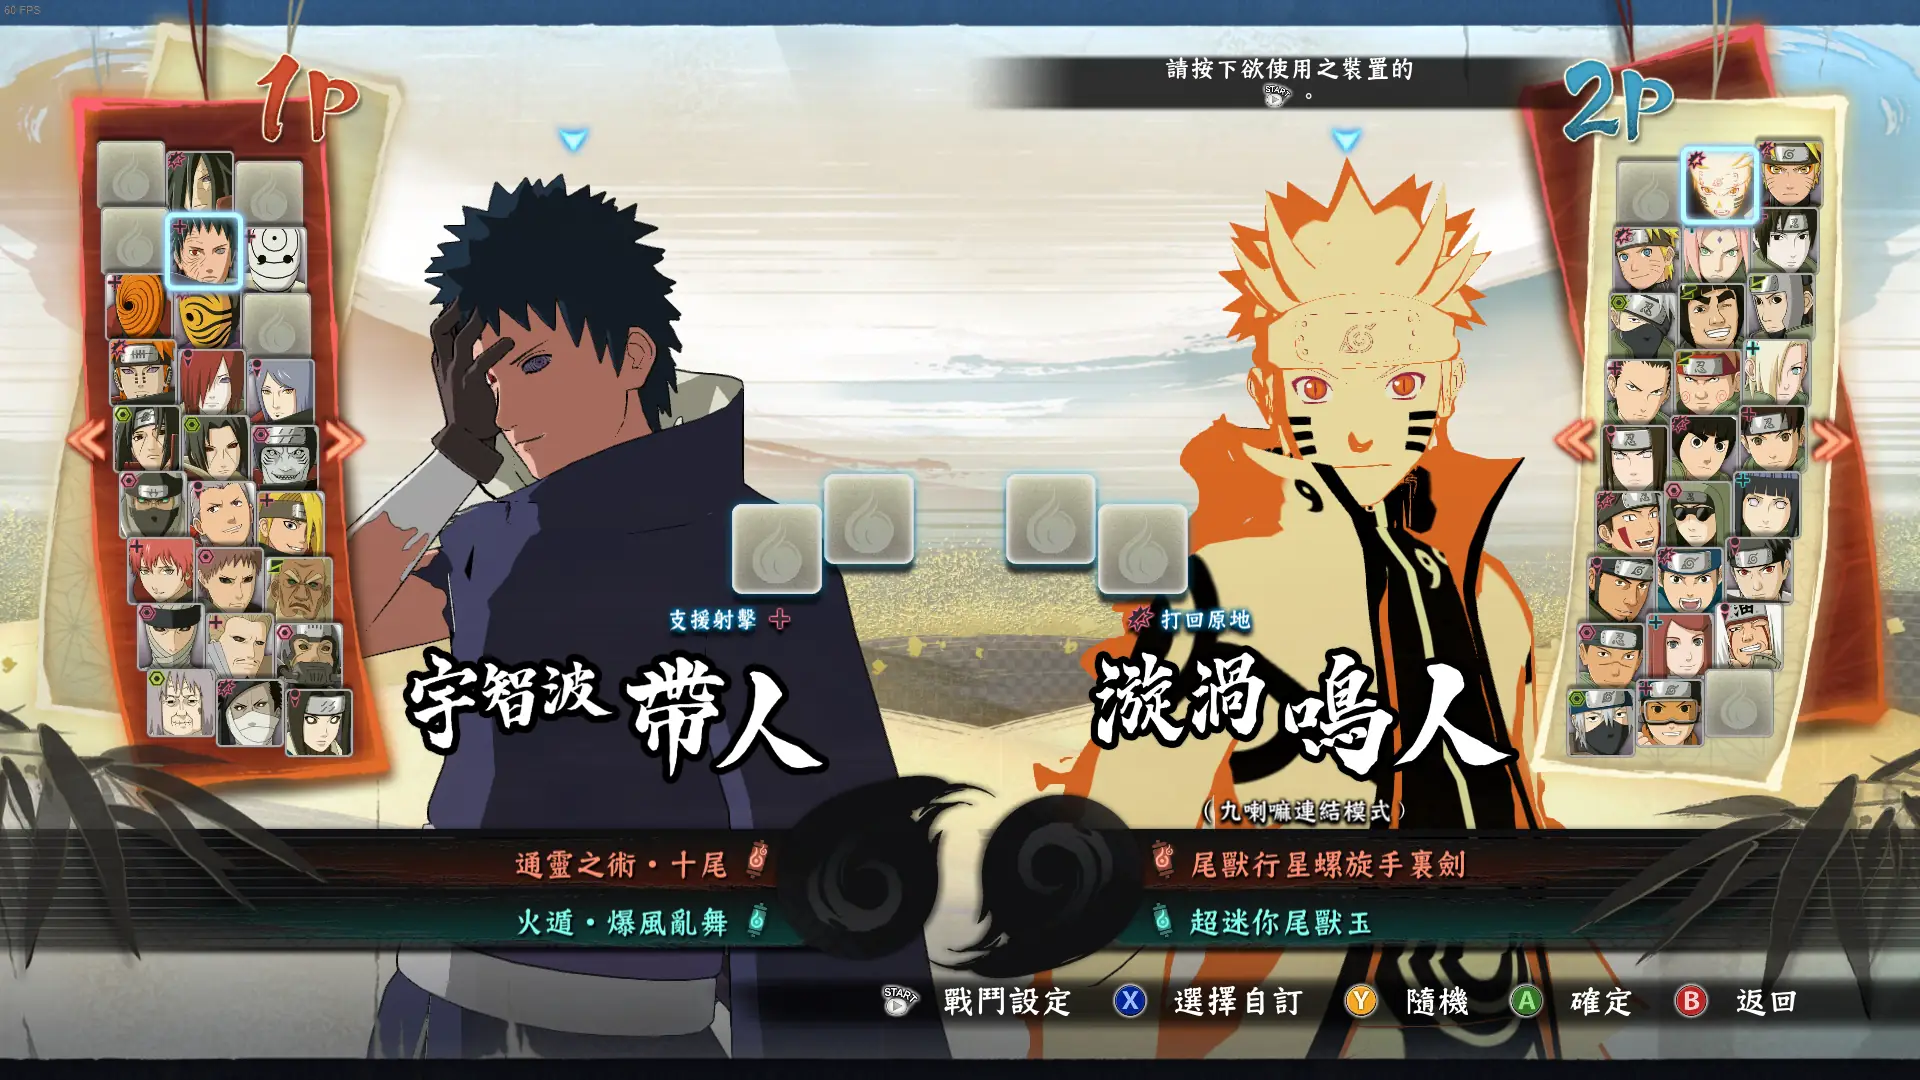 60 FPS
1P
請按下欲使用之裝置的
START 。
2P
支援射擊
打回原地
宇智波 帶人
漩渦 鳴人
(九喇嘛連結模式)
通靈之術・十尾
尾獸行星螺旋手裏劍
火遁・爆風亂舞
超迷你尾獸玉
START 戰鬥設定 X 選擇自訂 Y 隨機 A 確定 B 返回